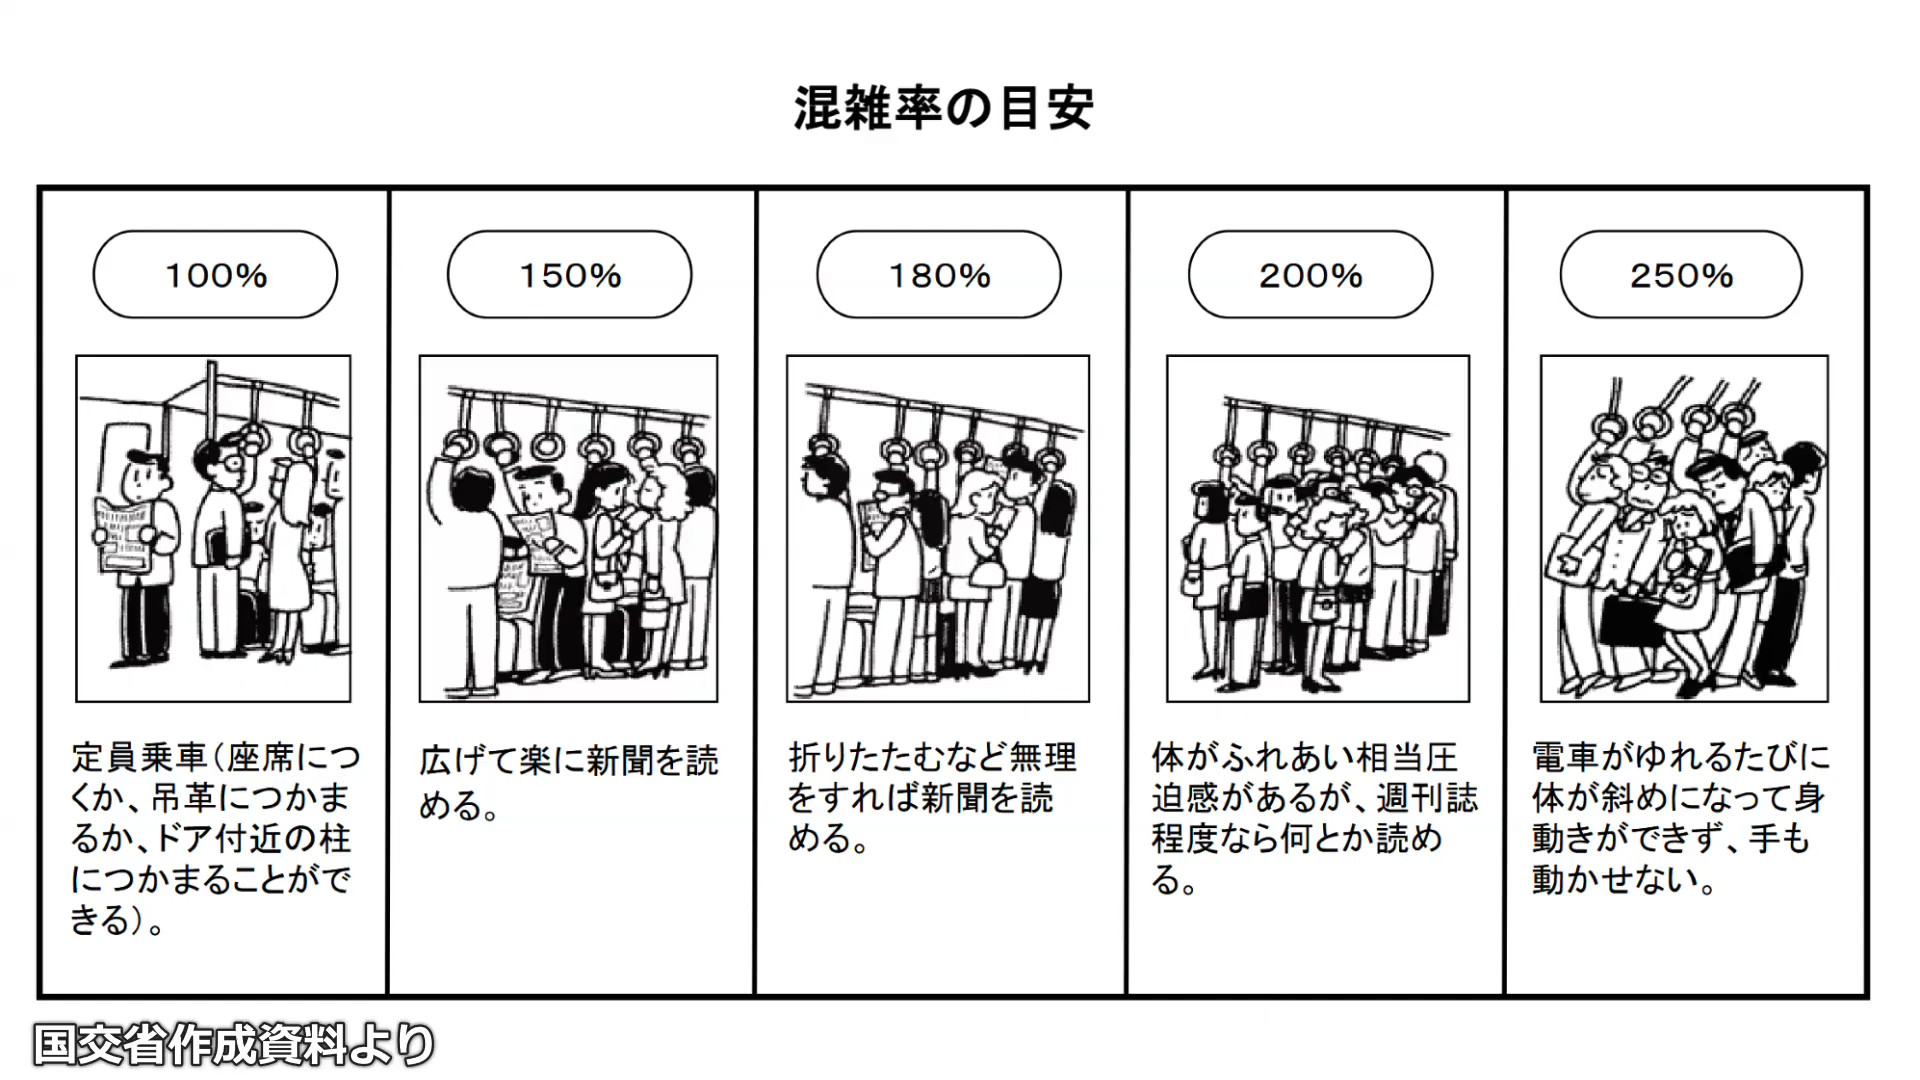 混雑率の目安
100%
定員乗車(座席につ
くか、吊革につかま
るか、ドア付近の柱
につかまることがで
きる)。
150%
広げて楽に新聞を読
める。
180%
折りたたむなど無理
をすれば新聞を読
める。
200%
体がふれあい相当圧
迫感があるが、週刊誌
程度なら何とか読め
る。
250%
電車がゆれるたびに
体が斜めになって身
動きができず、手も
動かせない。
国交省作成資料より